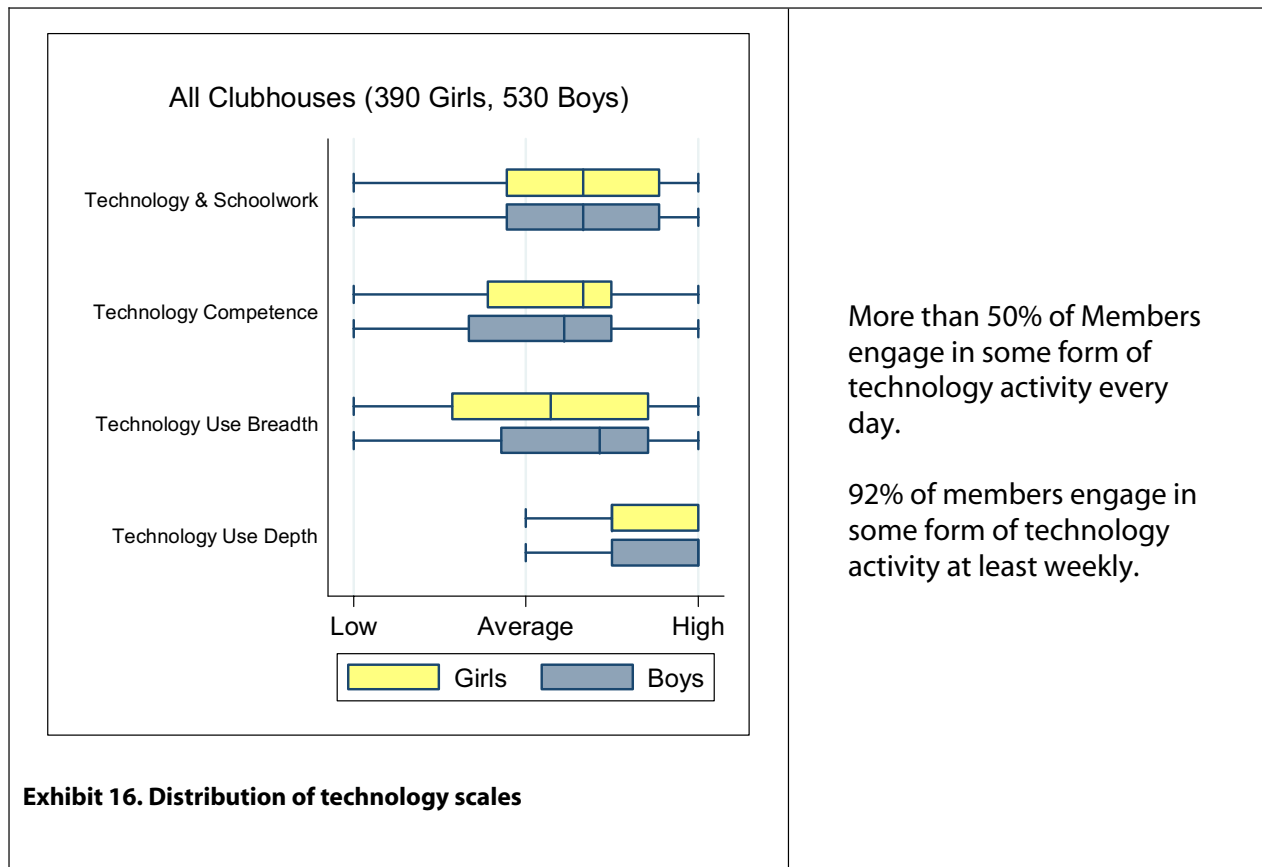 All Clubhouses (390 Girls, 530 Boys)
Technology & Schoolwork
Technology Competence
Technology Use Breadth
Technology Use Depth
Low Average High
Girls Boys
Exhibit 16. Distribution of technology scales
More than 50% of Members
engage in some form of
technology activity every
day.
92% of members engage in
some form of technology
activity at least weekly.